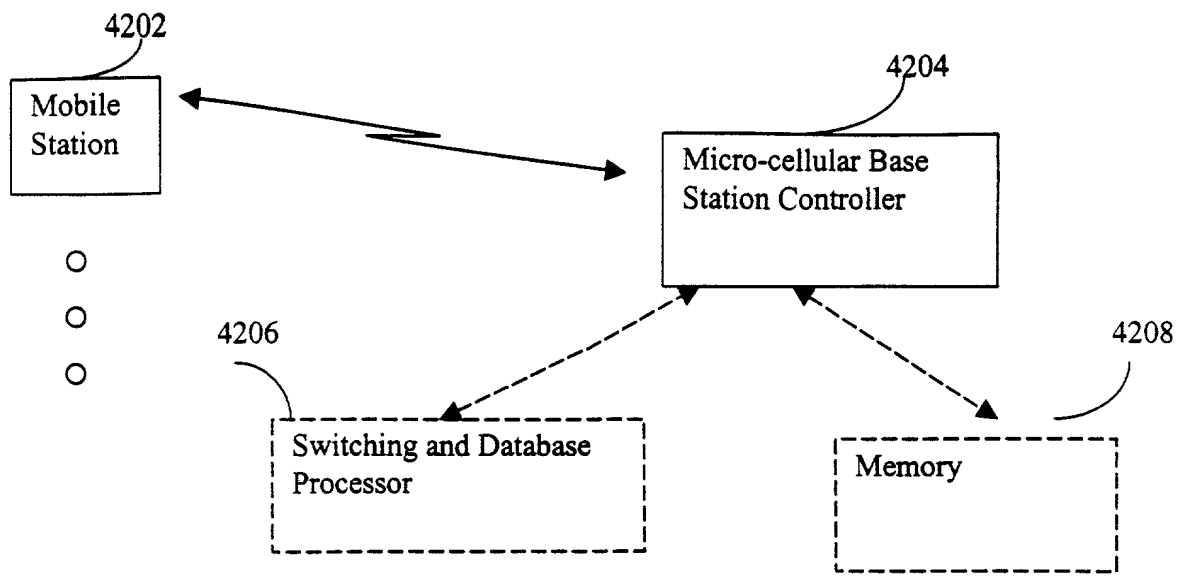 4202
Mobile
Station
4204
Micro-cellular Base
Station Controller
4206
Switching and Database
Processor
4208
Memory